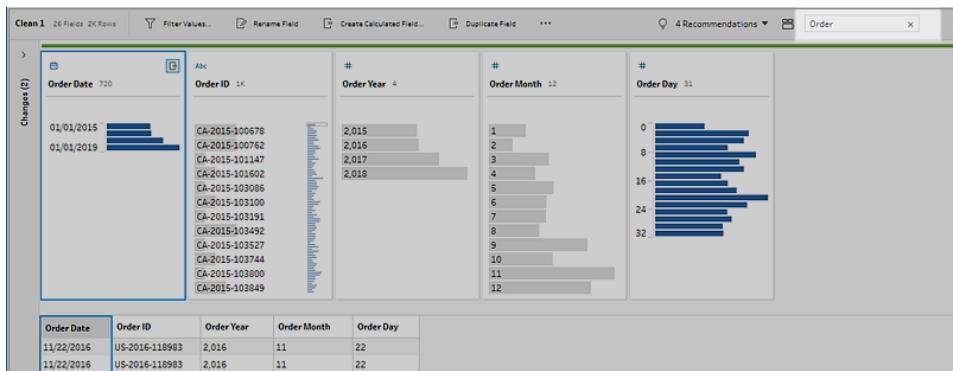 Clean 1 26 Fields 2K Rows Filter Values... Rename Field Create Calculated Field... Duplicate Field ... 4 Recommendations Order ×
Changes (2)
Abc # # #
Order Date 720 Order ID 1K Order Year 4 Order Month 12 Order Day 31
01/01/2015
01/01/2019
CA-2015-100678
CA-2015-100762
CA-2015-101147
CA-2015-101602
CA-2015-103086
CA-2015-103100
CA-2015-103191
CA-2015-103492
CA-2015-103527
CA-2015-103744
CA-2015-103800
CA-2015-103849
2,015
2,016
2,017
2,018
1
2
3
4
5
6
7
8
9
10
11
12
0
8
16
24
32
Order Date Order ID Order Year Order Month Order Day
11/22/2016 US-2016-118983 2,016 11 22
11/22/2016 US-2016-118983 2,016 11 22